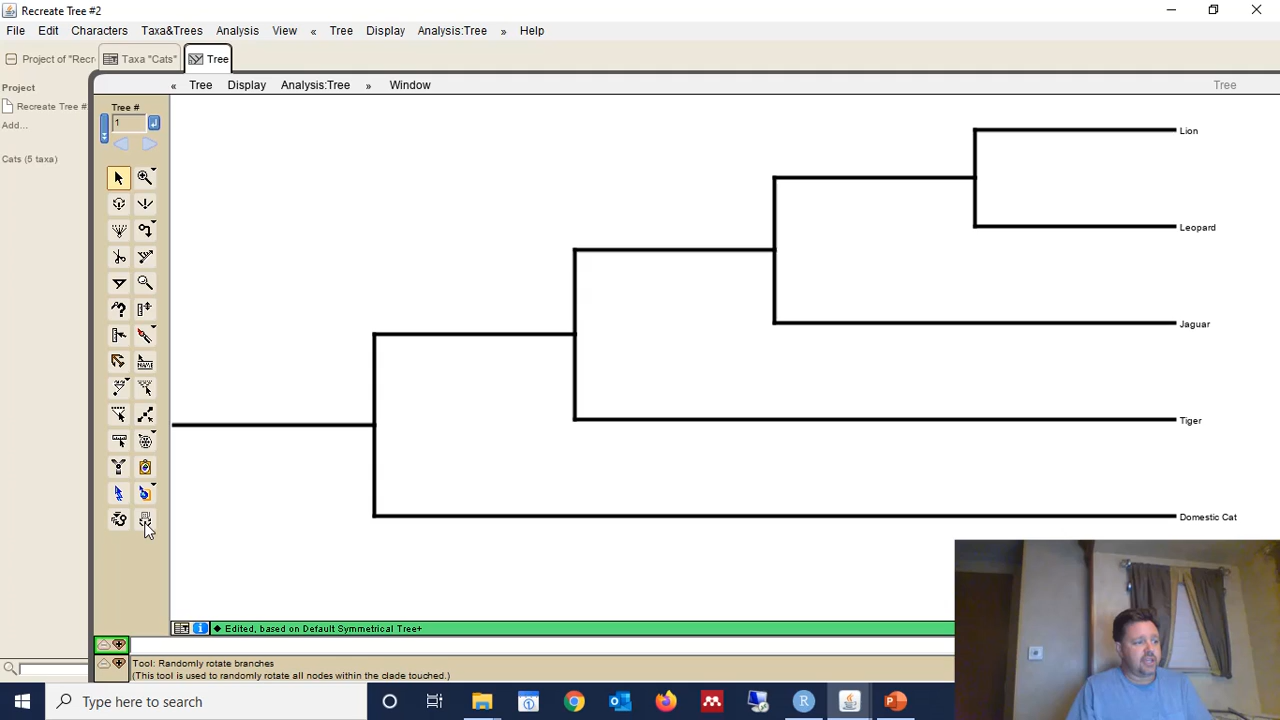 Recreate Tree #2
File Edit Characters Taxa&Trees Analysis View « Tree Display Analysis:Tree » Help
Project of "Recr Taxa "Cats" Tree
« Tree Display Analysis:Tree » Window Tree
Project
Recreate Tree #
Add...
Cats (5 taxa)
Tree #
1
Lion
Leopard
Jaguar
Tiger
Domestic Cat
Edited, based on Default Symmetrical Tree+
Tool: Randomly rotate branches
(This tool is used to randomly rotate all nodes within the clade touched.)
Type here to search